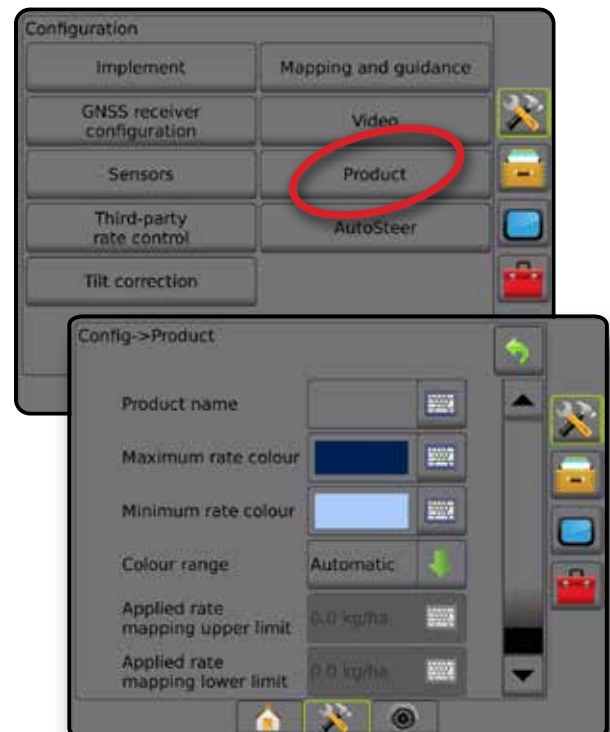 Configuration
Implement
Mapping and guidance
GNSS receiver
configuration
Video
Sensors
Product
Third-party
rate control
AutoSteer
Tilt correction
Config->Product
Product name
Maximum rate colour
Minimum rate colour
Colour range
Automatic
Applied rate
mapping upper limit
0.0 kg/ha
Applied rate
mapping lower limit
0.0 kg/ha